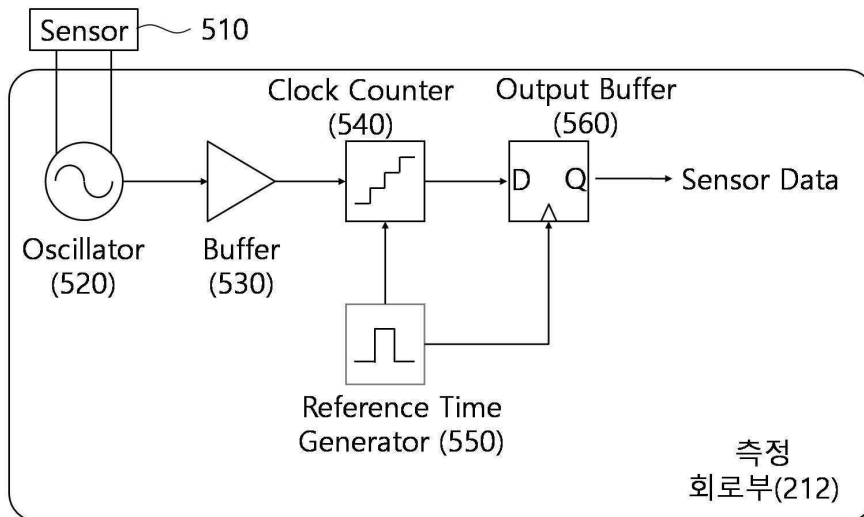 Sensor
510
Clock Counter
(540)
Output Buffer
(560)
D Q
Sensor Data
Oscillator
(520)
Buffer
(530)
Reference Time
Generator (550)
측정
회로부(212)